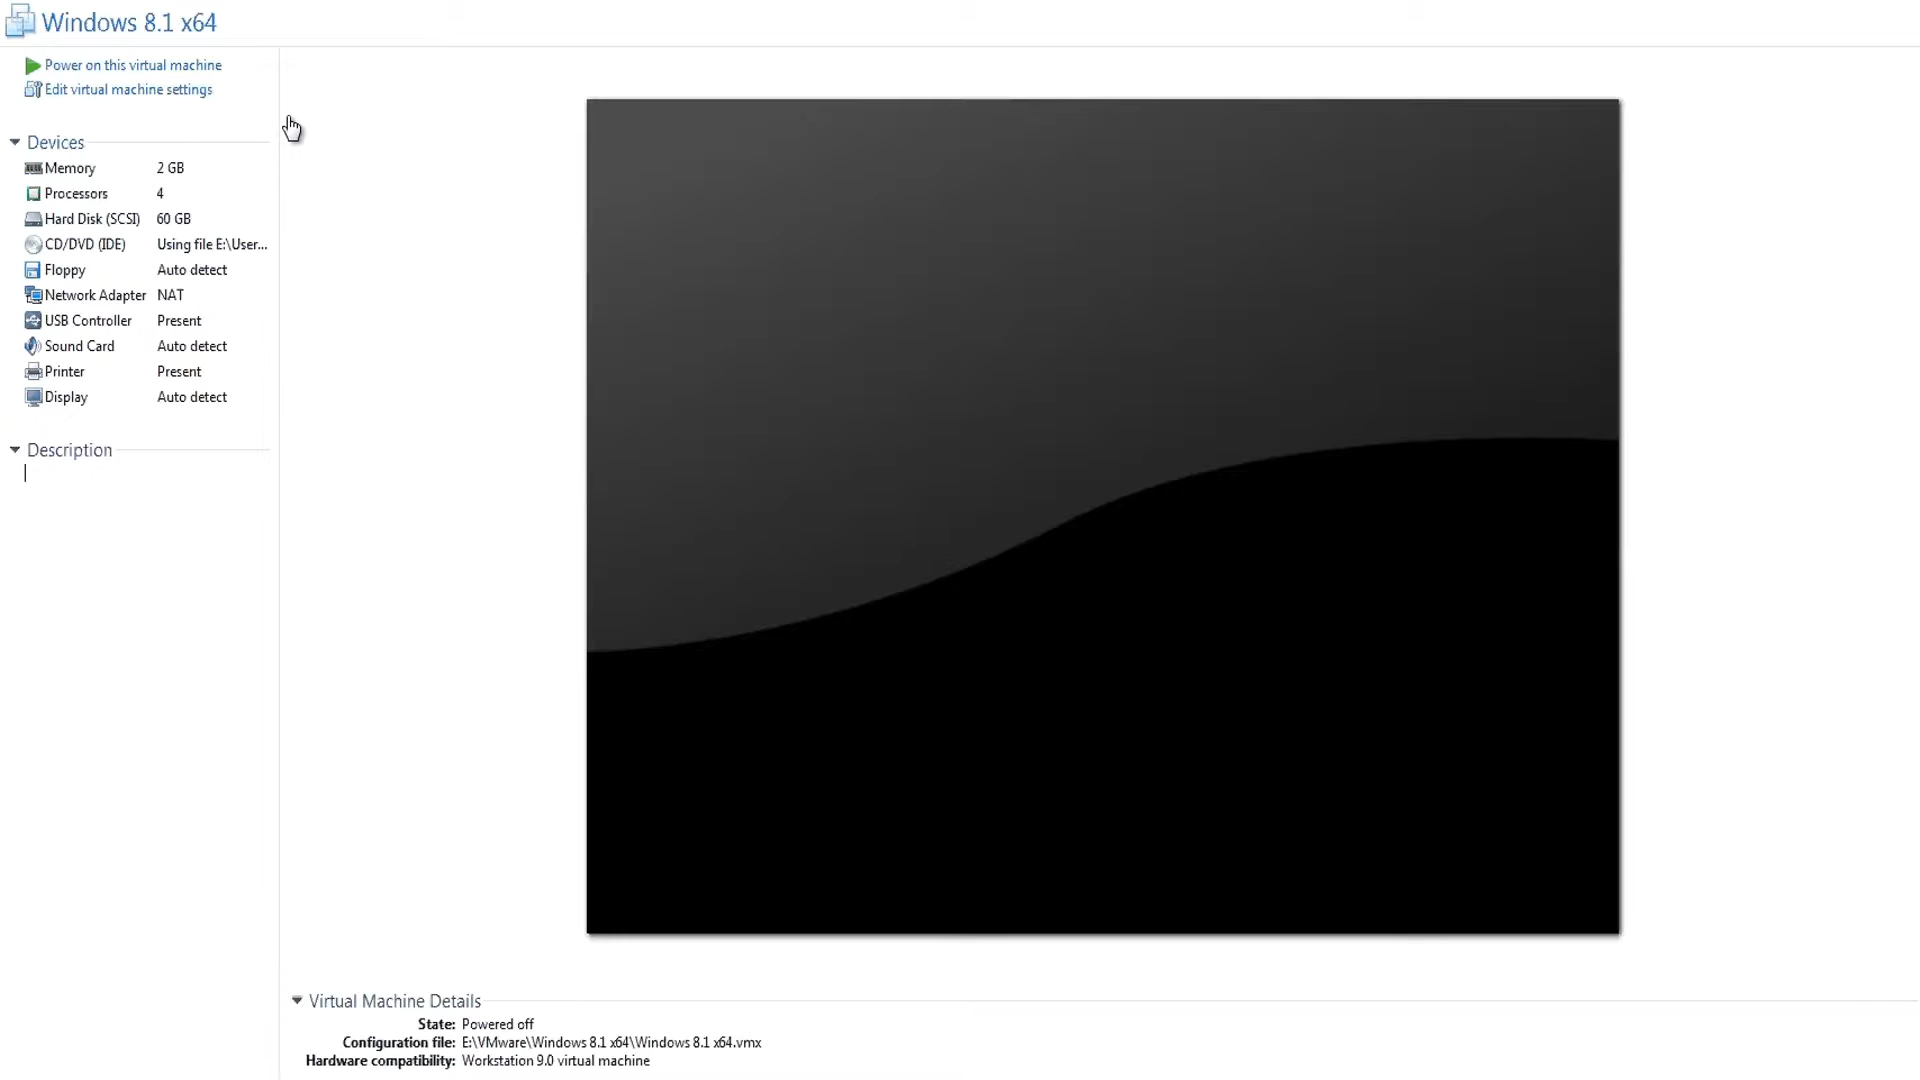 Windows 8.1 x64
Power on this virtual machine
Edit virtual machine settings
Devices
Memory 2 GB
Processors 4
Hard Disk (SCSI) 60 GB
CD/DVD (IDE) Using file E:\User...
Floppy Auto detect
Network Adapter NAT
USB Controller Present
Sound Card Auto detect
Printer Present
Display Auto detect
Description
Virtual Machine Details
State: Powered off
Configuration file: E:\VMware\Windows 8.1 x64\Windows 8.1 x64.vmx
Hardware compatibility: Workstation 9.0 virtual machine